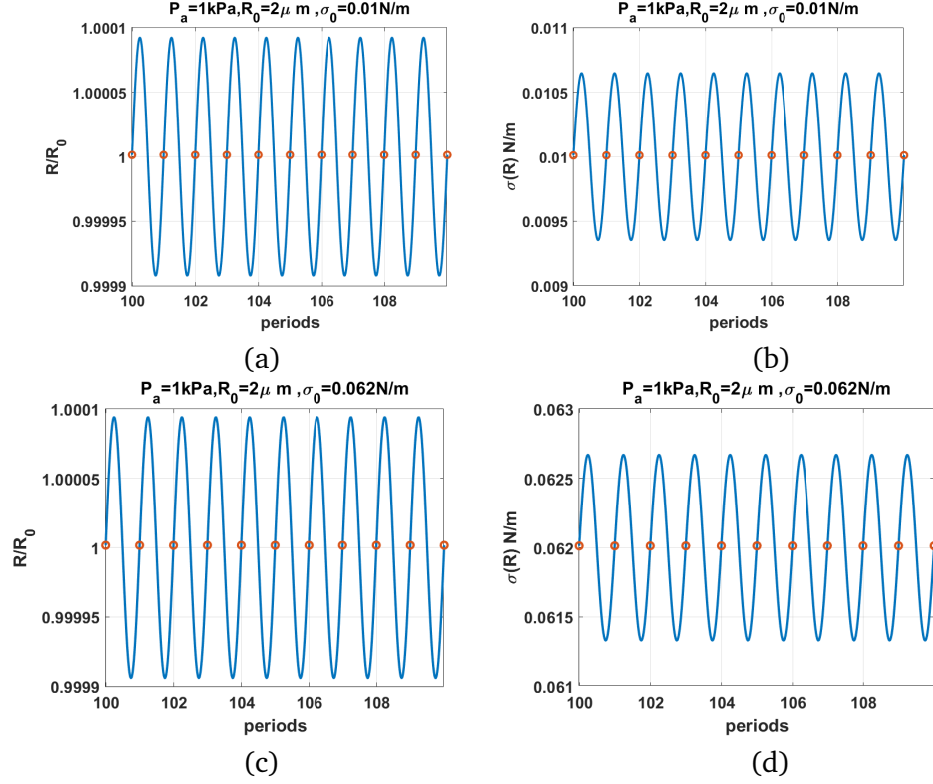 P_a=1kPa,R_0=2μ m ,σ_0=0.01N/m
1.0001
1.00005
1
0.99995
0.9999
R/R_0
100 102 104 106 108
periods
(a)
P_a=1kPa,R_0=2μ m ,σ_0=0.01N/m
0.011
0.0105
0.01
0.0095
0.009
σ(R) N/m
100 102 104 106 108
periods
(b)
P_a=1kPa,R_0=2μ m ,σ_0=0.062N/m
1.0001
1.00005
1
0.99995
0.9999
R/R_0
100 102 104 106 108
periods
(c)
P_a=1kPa,R_0=2μ m ,σ_0=0.062N/m
0.063
0.0625
0.062
0.0615
0.061
σ(R) N/m
100 102 104 106 108
periods
(d)